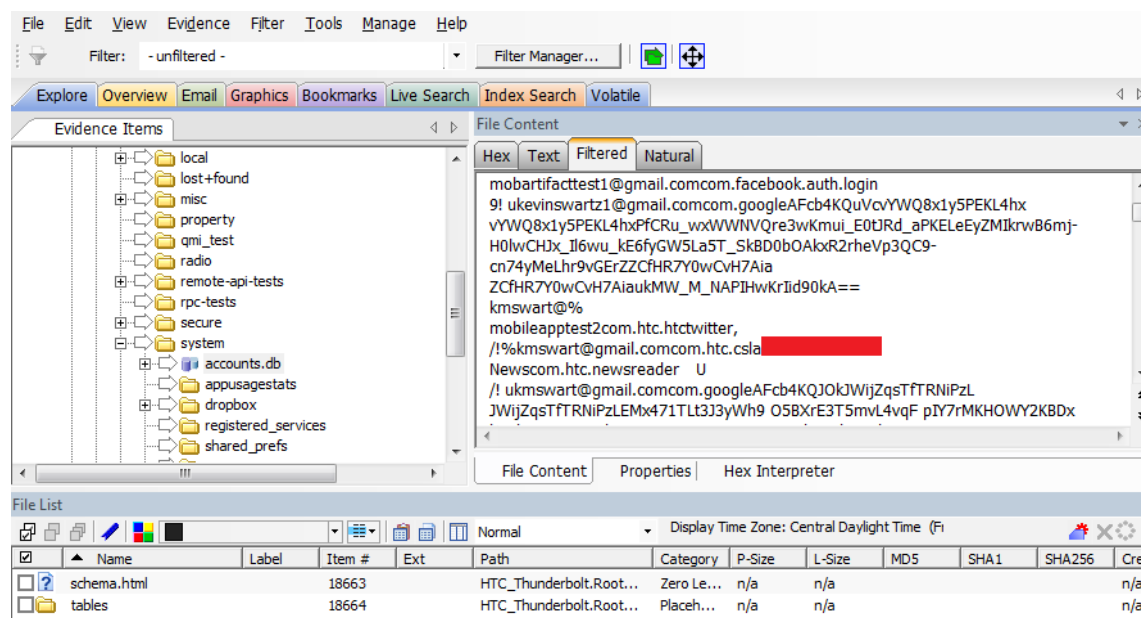 File Edit View Evidence Filter Tools Manage Help
Filter: - unfiltered - Filter Manager...
Explore Overview Email Graphics Bookmarks Live Search Index Search Volatile
Evidence Items
local
lost+found
misc
property
qmi_test
radio
remote-api-tests
rpc-tests
secure
system
accounts.db
appusagestats
dropbox
registered_services
shared_prefs
File Content
Hex Text Filtered Natural
mobartifacttest1@gmail.comcom.facebook.auth.login
9! ukevinswartz1@gmail.comcom.googleAFcb4KQuVcvYWQ8x1y5PEKL4hx
vYWQ8x1y5PEKL4hxPfCRu_wxWWNVQre3wKmui_E0tJRd_aPKELeEyZMIkrwB6mj-
H0lwCHJx_Il6wu_kE6fyGW5La5T_SkBD0bOAkxR2rheVp3QC9-
cn74yMeLhr9vGErZZCfHR7Y0wCvH7Aia
ZCfHR7Y0wCvH7AiaukMW_M_NAPIHwKrIid90kA==
kmswart@%
mobileapptest2com.htc.htctwitter,
/!%kmswart@gmail.comcom.htc.csla
Newscom.htc.newsreader U
/! ukmswart@gmail.comcom.googleAFcb4KQJOkJWijZqsTfTRNiPzL
JWijZqsTfTRNiPzLEMx471TLt3J3yWh9 O5BXrE3T5mvL4vqF pIY7rMKHOWY2KBDx
File Content Properties Hex Interpreter
File List
Normal Display Time Zone: Central Daylight Time (Fi
Name Label Item # Ext Path Category P-Size L-Size MD5 SHA1 SHA256 Cre
schema.html 18663 HTC_Thunderbolt.Root... Zero Le... n/a n/a n/a
tables 18664 HTC_Thunderbolt.Root... Placeh... n/a n/a n/a